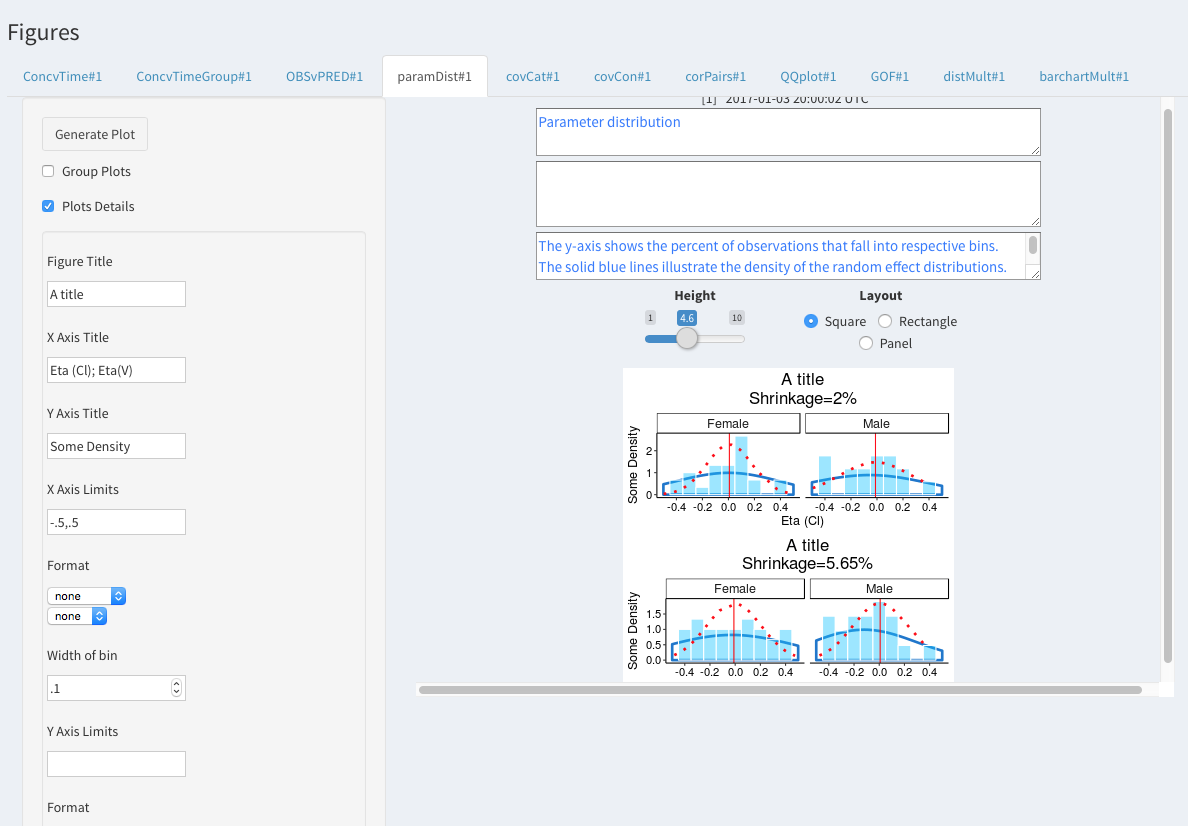 Figures
ConcvTime#1 ConcvTimeGroup#1 OBSvPRED#1 paramDist#1 covCat#1 covCon#1 corPairs#1 QQplot#1 GOF#1 distMult#1 barchartMult#1
Generate Plot
Group Plots
Plots Details
Figure Title
A title
X Axis Title
Eta (Cl); Eta(V)
Y Axis Title
Some Density
X Axis Limits
-.5,.5
Format
none
none
Width of bin
.1
Y Axis Limits
Format
[1] 2017-01-03 20:00:02 UTC
Parameter distribution
The y-axis shows the percent of observations that fall into respective bins.
The solid blue lines illustrate the density of the random effect distributions.
Height
1 4.6 10
Layout
Square Rectangle
Panel
A title
Shrinkage=2%
Female Male
Some Density
2
1
0
-0.4 -0.2 0.0 0.2 0.4 -0.4 -0.2 0.0 0.2 0.4
Eta (Cl)
A title
Shrinkage=5.65%
Female Male
Some Density
1.5
1.0
0.5
0.0
-0.4 -0.2 0.0 0.2 0.4 -0.4 -0.2 0.0 0.2 0.4